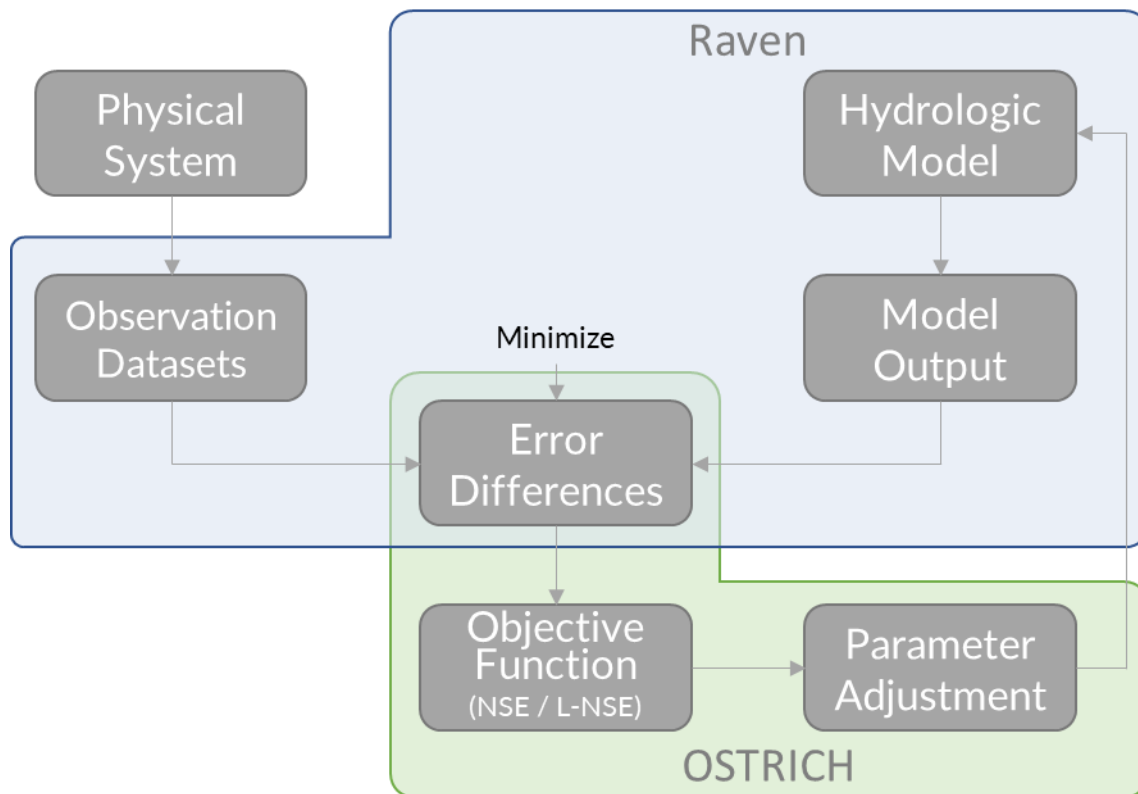 Raven
Physical
System
Hydrologic
Model
Observation
Datasets
Model
Output
Minimize
Error
Differences
Objective
Function
(NSE / L-NSE)
Parameter
Adjustment
OSTRICH